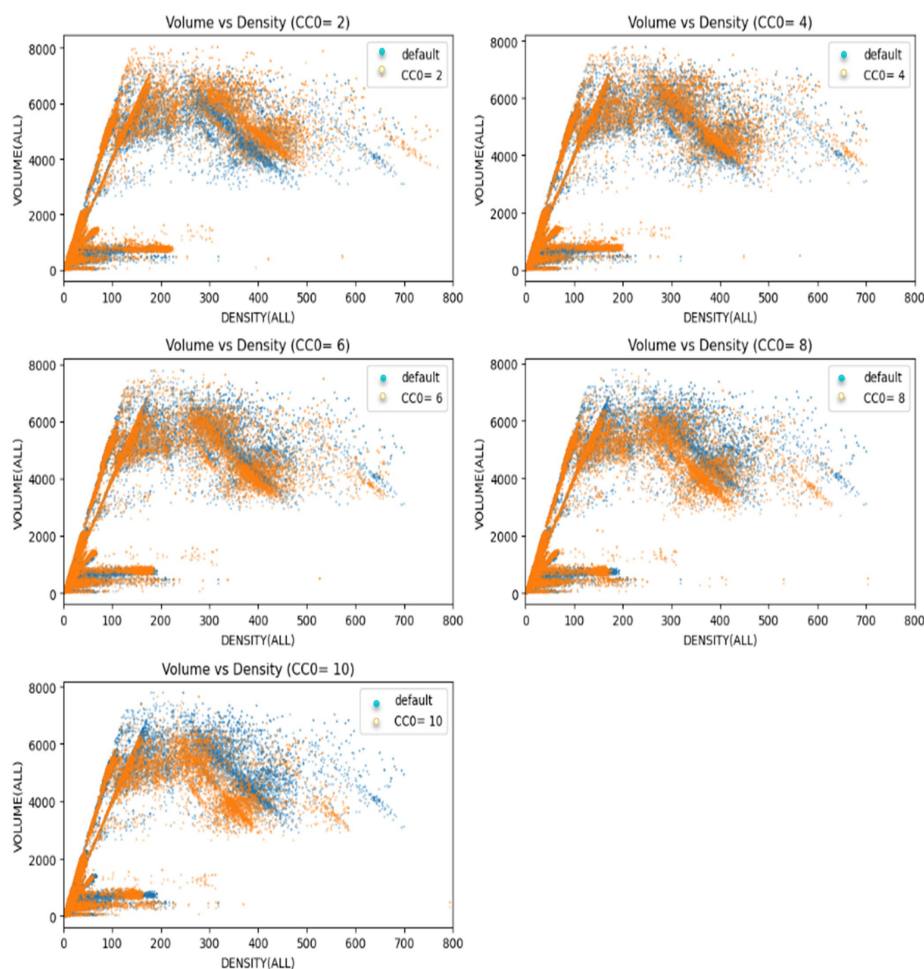 Volume vs Density (CC0= 2)
default
CC0= 2
8000
6000
4000
2000
0
VOLUME(ALL)
0 100 200 300 400 500 600 700 800
DENSITY(ALL)
Volume vs Density (CC0= 4)
default
CC0= 4
8000
6000
4000
2000
0
VOLUME(ALL)
0 100 200 300 400 500 600 700 800
DENSITY(ALL)
Volume vs Density (CC0= 6)
default
CC0= 6
8000
6000
4000
2000
0
VOLUME(ALL)
0 100 200 300 400 500 600 700 800
DENSITY(ALL)
Volume vs Density (CC0= 8)
default
CC0= 8
8000
6000
4000
2000
0
VOLUME(ALL)
0 100 200 300 400 500 600 700 800
DENSITY(ALL)
Volume vs Density (CC0= 10)
default
CC0= 10
8000
6000
4000
2000
0
VOLUME(ALL)
0 100 200 300 400 500 600 700 800
DENSITY(ALL)